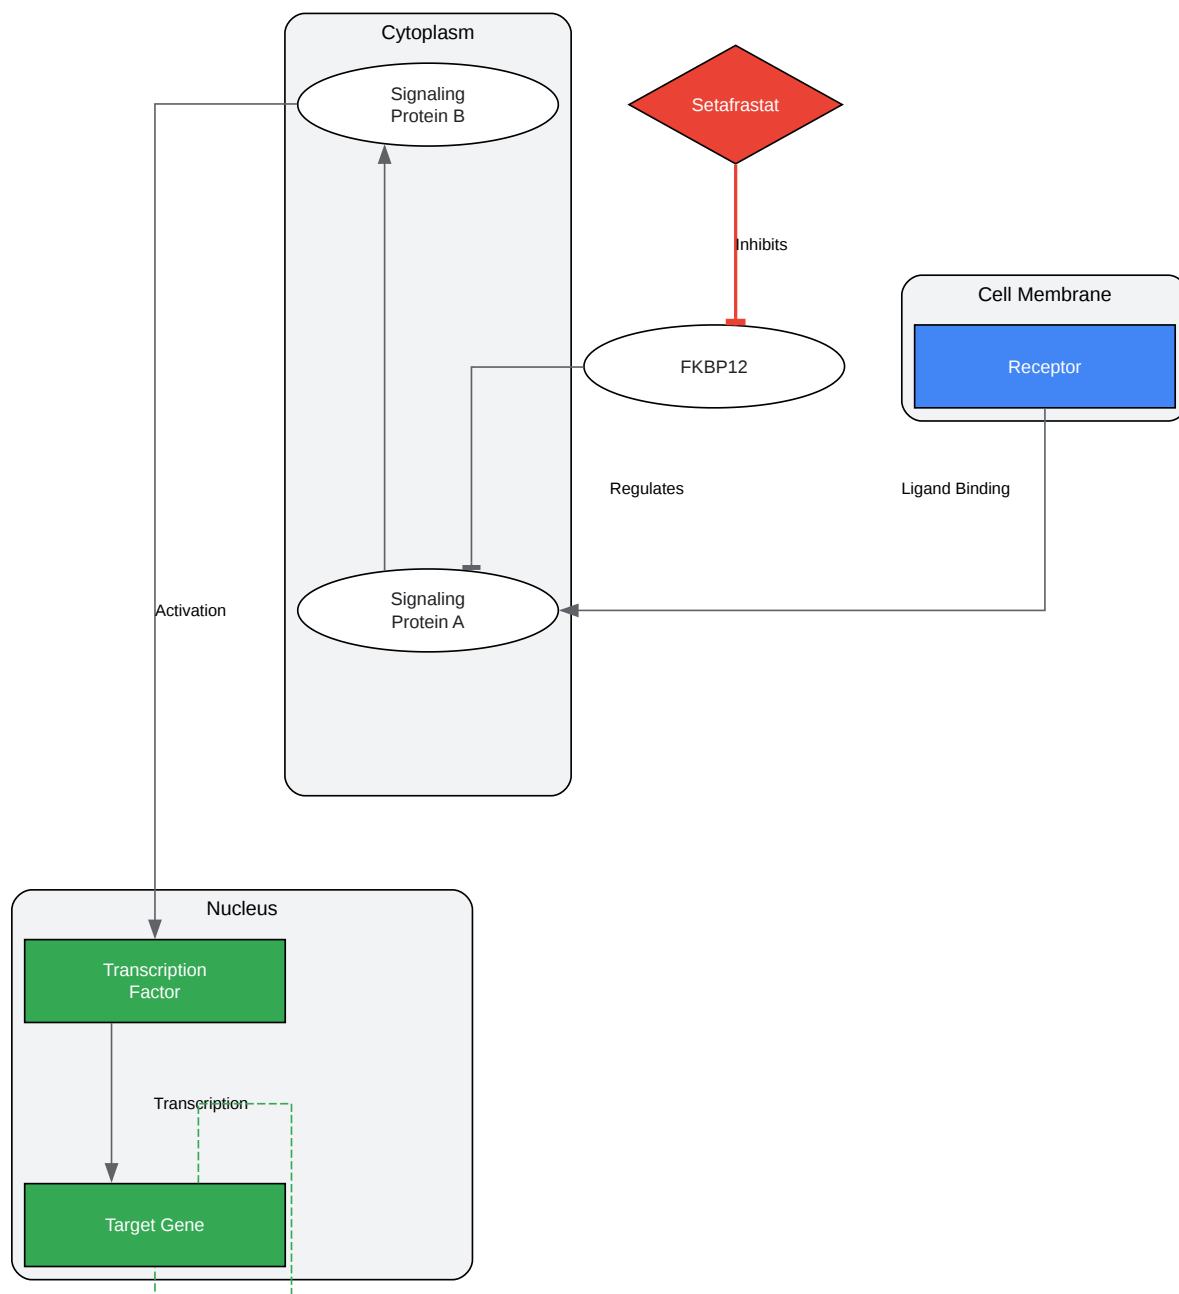 Cytoplasm
Signaling
Protein B
Setafrastat
Inhibits
Cell Membrane
Receptor
FKBP12
Regulates
Ligand Binding
Signaling
Protein A
Activation
Nucleus
Transcription
Factor
Transcription
Target Gene